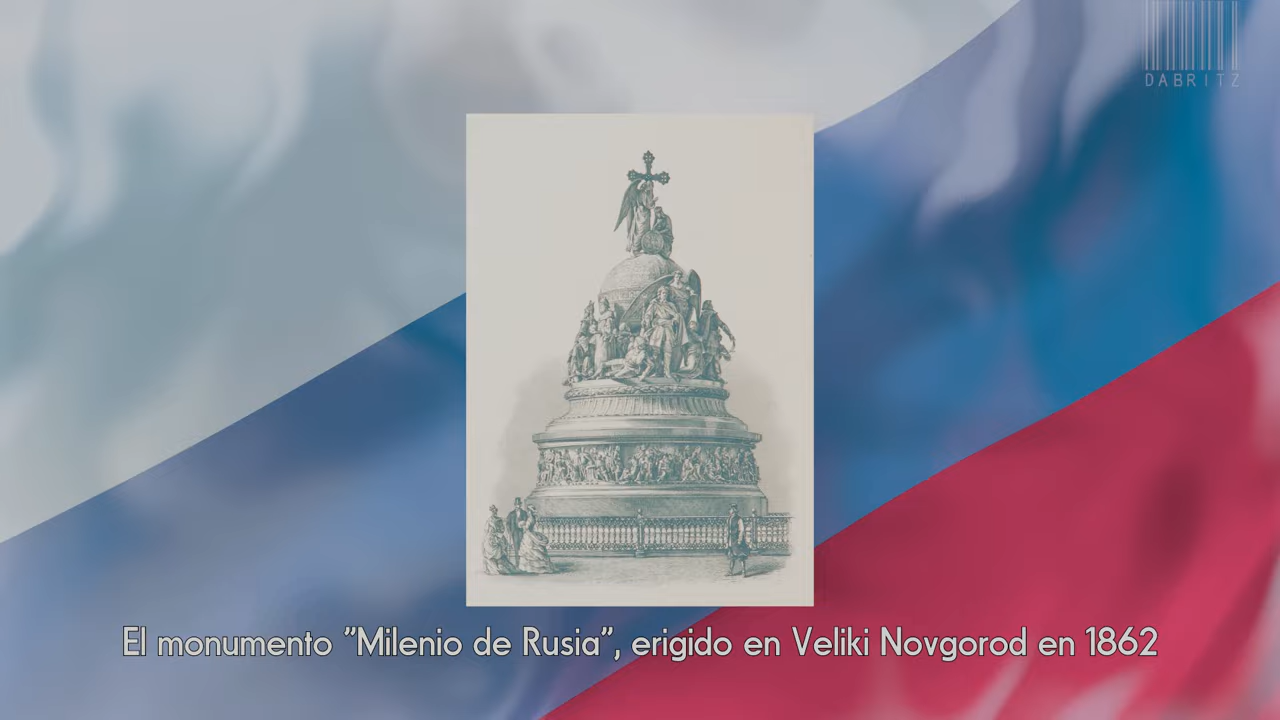 DABRITZ
El monumento "Milenio de Rusia", erigido en Veliki Novgorod en 1862